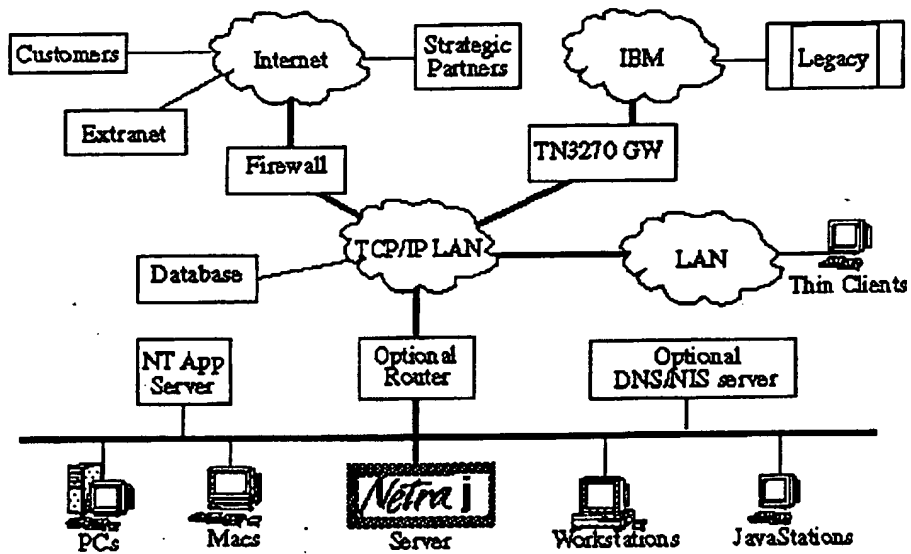 Customers
Internet
Strategic
Partners
IBM
Legacy
Extranet
Firewall
TN3270 GW
TCP/IP LAN
LAN
Database
Thin Clients
NT App
Server
Optional
Router
Optional
DNS/NIS server
Netra j
PCs
Macs
Server
Workstations
JavaStations